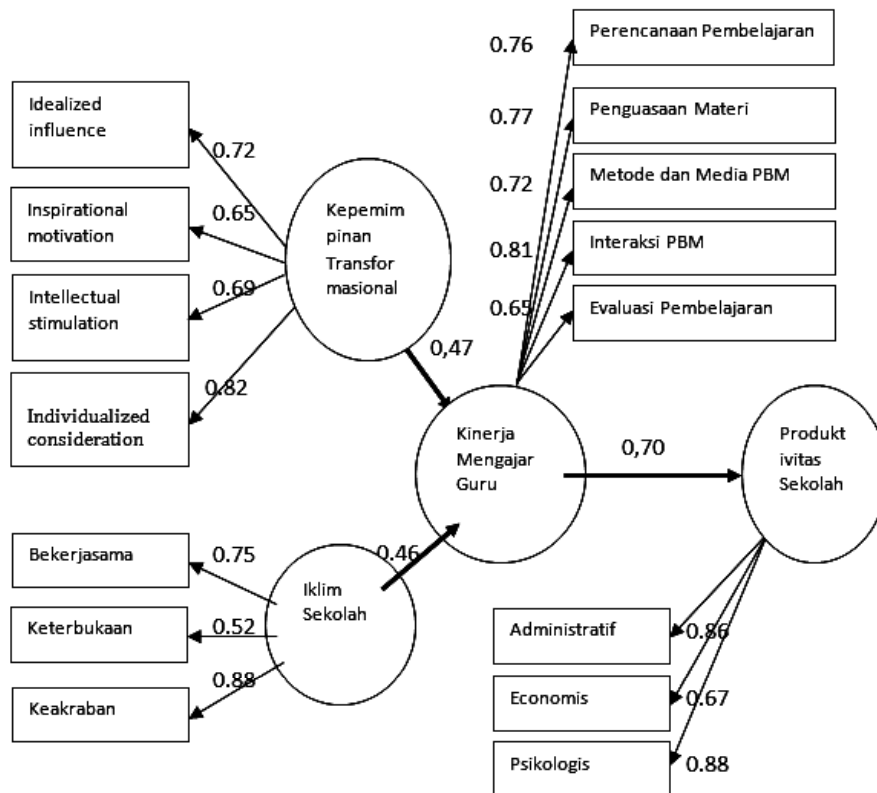 Idealized
influence
0.72
Inspirational
motivation
0.65
Intellectual
stimulation
0.69
Individualized
consideration
0.82
Kepemim
pinan
Transfor
masional
0,47
0.76
Perencanaan Pembelajaran
0.77
Penguasaan Materi
0.72
Metode dan Media PBM
0.81
Interaksi PBM
0.65
Evaluasi Pembelajaran
Kinerja
Mengajar
Guru
0,70
Produkt
ivitas
Sekolah
Bekerjasama
0.75
Keterbukaan
0.52
Keakraban
0.88
Iklim
Sekolah
0.46
Administratif
0.86
Economis
0.67
Psikologis
0.88